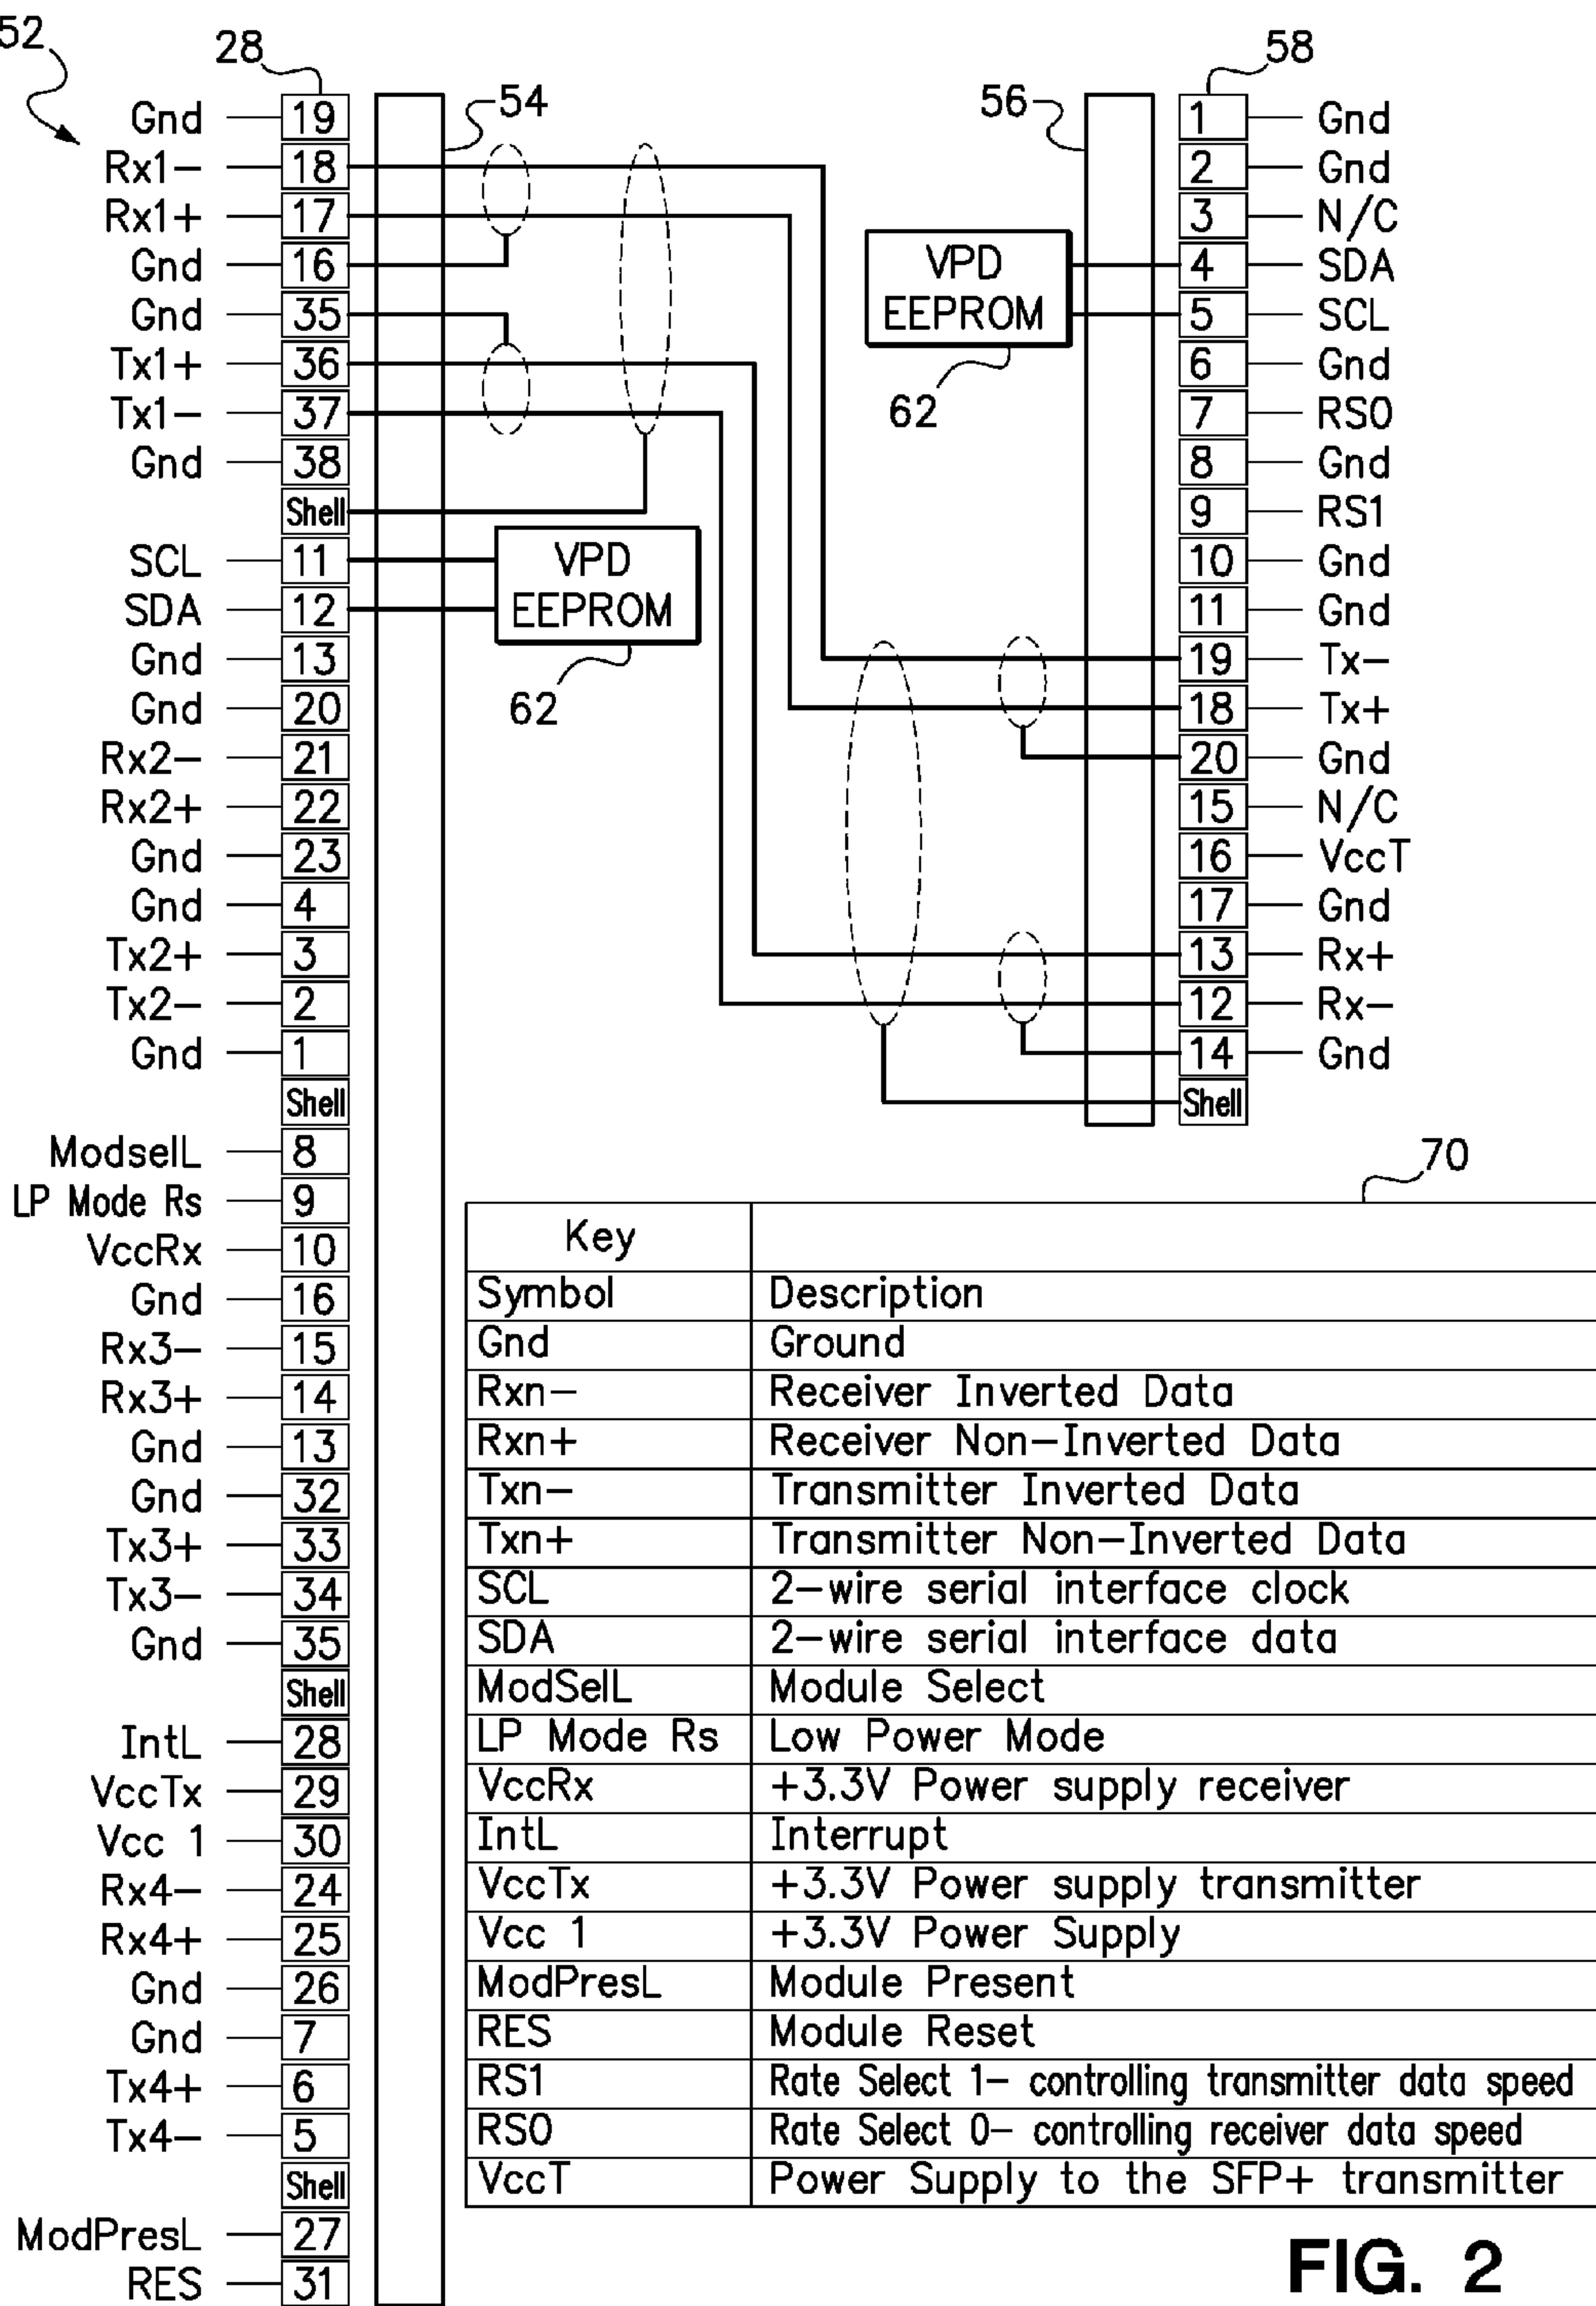 52
28
Gnd 19
Rx1- 18
Rx1+ 17
Gnd 16
Gnd 35
Tx1+ 36
Tx1- 37
Gnd 38
Shell
SCL 11
SDA 12
Gnd 13
Gnd 20
Rx2- 21
Rx2+ 22
Gnd 23
Gnd 4
Tx2+ 3
Tx2- 2
Gnd 1
Shell
ModselL 8
LP Mode Rs 9
VccRx 10
Gnd 16
Rx3- 15
Rx3+ 14
Gnd 13
Gnd 32
Tx3+ 33
Tx3- 34
Gnd 35
Shell
IntL 28
VccTx 29
Vcc 1 30
Rx4- 24
Rx4+ 25
Gnd 26
Gnd 7
Tx4+ 6
Tx4- 5
Shell
ModPresL 27
RES 31
54
VPD
EEPROM
62
56
58
VPD
EEPROM
62
1 Gnd
2 Gnd
3 N/C
4 SDA
5 SCL
6 Gnd
7 RS0
8 Gnd
9 RS1
10 Gnd
11 Gnd
19 Tx-
18 Tx+
20 Gnd
15 N/C
16 VccT
17 Gnd
13 Rx+
12 Rx-
14 Gnd
Shell
70
Key
Symbol Description
Gnd Ground
Rxn- Receiver Inverted Data
Rxn+ Receiver Non-Inverted Data
Txn- Transmitter Inverted Data
Txn+ Transmitter Non-Inverted Data
SCL 2-wire serial interface clock
SDA 2-wire serial interface data
ModSelL Module Select
LP Mode Rs Low Power Mode
VccRx +3.3V Power supply receiver
IntL Interrupt
VccTx +3.3V Power supply transmitter
Vcc 1 +3.3V Power Supply
ModPresL Module Present
RES Module Reset
RS1 Rate Select 1- controlling transmitter data speed
RS0 Rate Select 0- controlling receiver data speed
VccT Power Supply to the SFP+ transmitter
FIG. 2